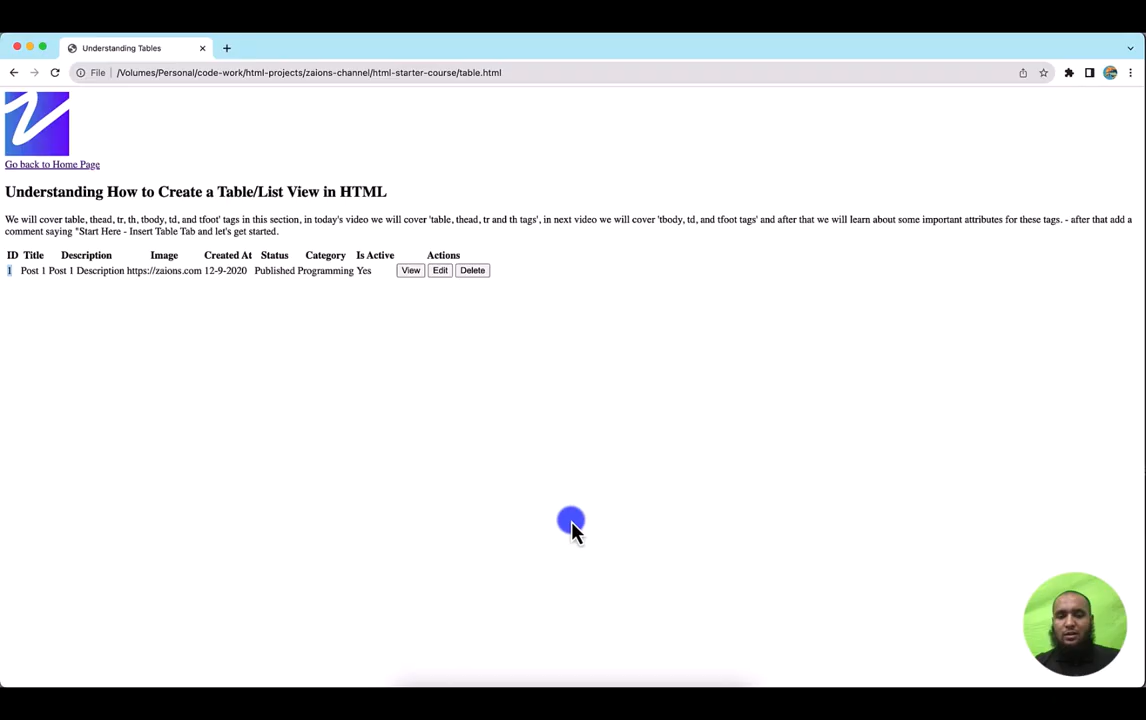 Understanding Tables
File /Volumes/Personal/code-work/html-projects/zaions-channel/html-starter-course/table.html
Go back to Home Page
Understanding How to Create a Table/List View in HTML
We will cover table, thead, tr, th, tbody, td, and tfoot' tags in this section, in today's video we will cover 'table, thead, tr and th tags', in next video we will cover 'tbody, td, and tfoot tags' and after that we will learn about some important attributes for these tags. - after that add a
comment saying "Start Here - Insert Table Tab and let's get started.
ID Title Description Image Created At Status Category Is Active Actions
1 Post 1 Post 1 Description https://zaions.com 12-9-2020 Published Programming Yes View Edit Delete